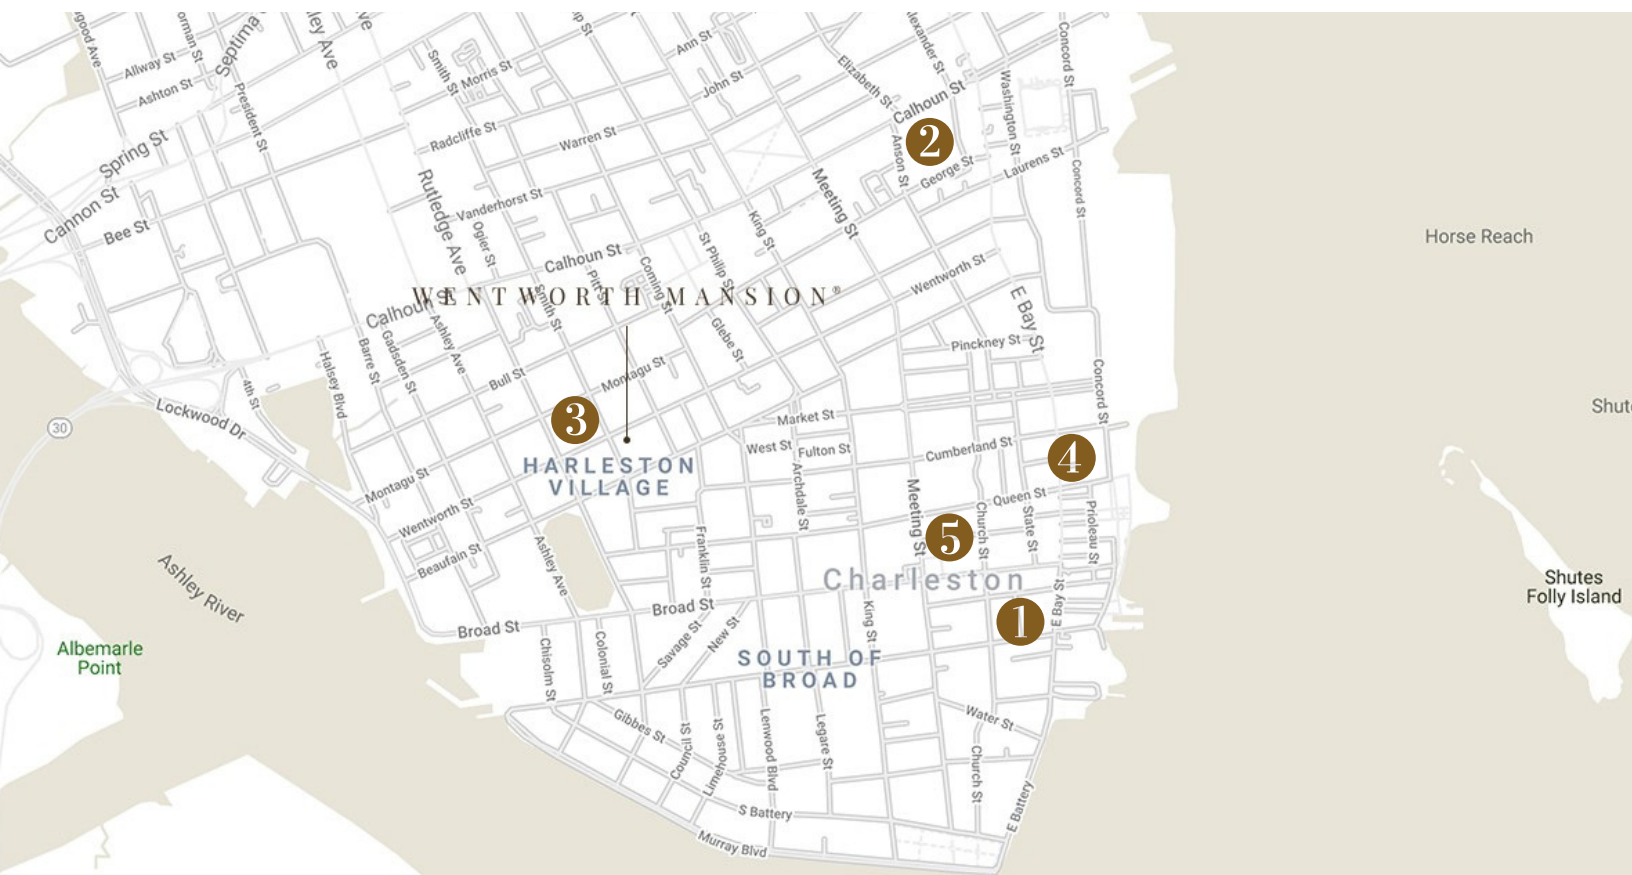 Allway St
Ashton St
Septima
President St
Spring St
Cannon St
Bee St
Smith St
Morris St
Radcliffe St
Ann St
John St
Warren St
Elizabeth St
Alexander St
Calhoun St
Concord St
Washington St
2
Anson St
George St
Laurens St
Concord St
Rutledge Ave
Vanderhorst St
Ogier St
Meeting St
King St
St Philip St
Calhoun St
Pitt St
Coming St
Wentworth St
Horse Reach
WENTWORTH MANSION®
Calhoun St
Smith St
E Bay St
Glebe St
Pinckney St
Halsey Blvd
Barre St
Gadsden St
Ashley Ave
Bull St
Montagu St
4th St
Concord St
Lockwood Dr
30
3
Market St
HARLESTON
VILLAGE
West St
Fulton St
Archdale St
Cumberland St
4
Montagu St
Wentworth St
Beaufain St
Meeting St
Queen St
Church St
State St
Prioleau St
5
Ashley Ave
Franklin St
Ashley River
Charleston
Shutes
Folly Island
Broad St
Broad St
King St
1
E Bay St
Albemarle
Point
Chisolm St
Colonial St
Savage St
New St
SOUTH OF
BROAD
Gibbes St
Council St
Limehouse St
Lenwood Blvd
Legare St
Water St
Church St
S Battery
E Battery
Murray Blvd